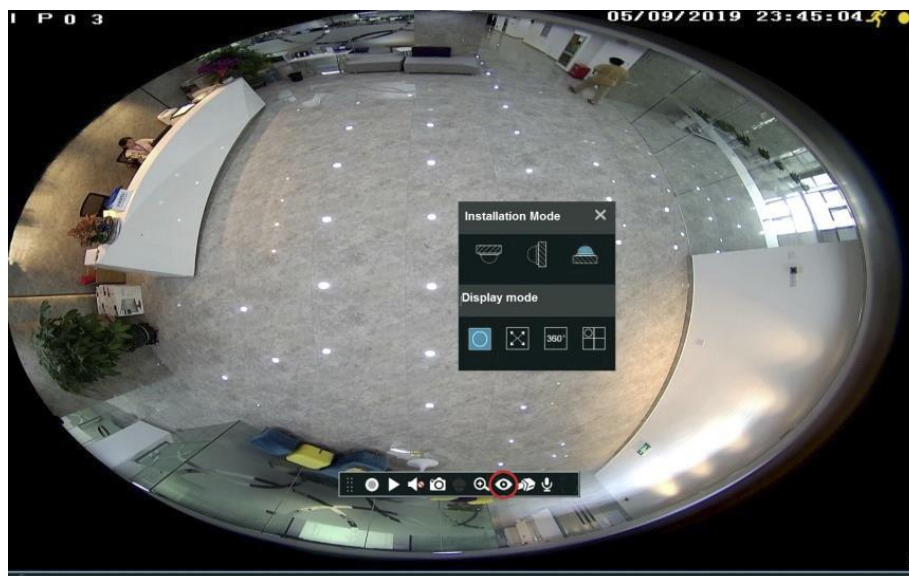 I P 0 3
05/09/2019 23:45:04
Installation Mode
Display mode
360°